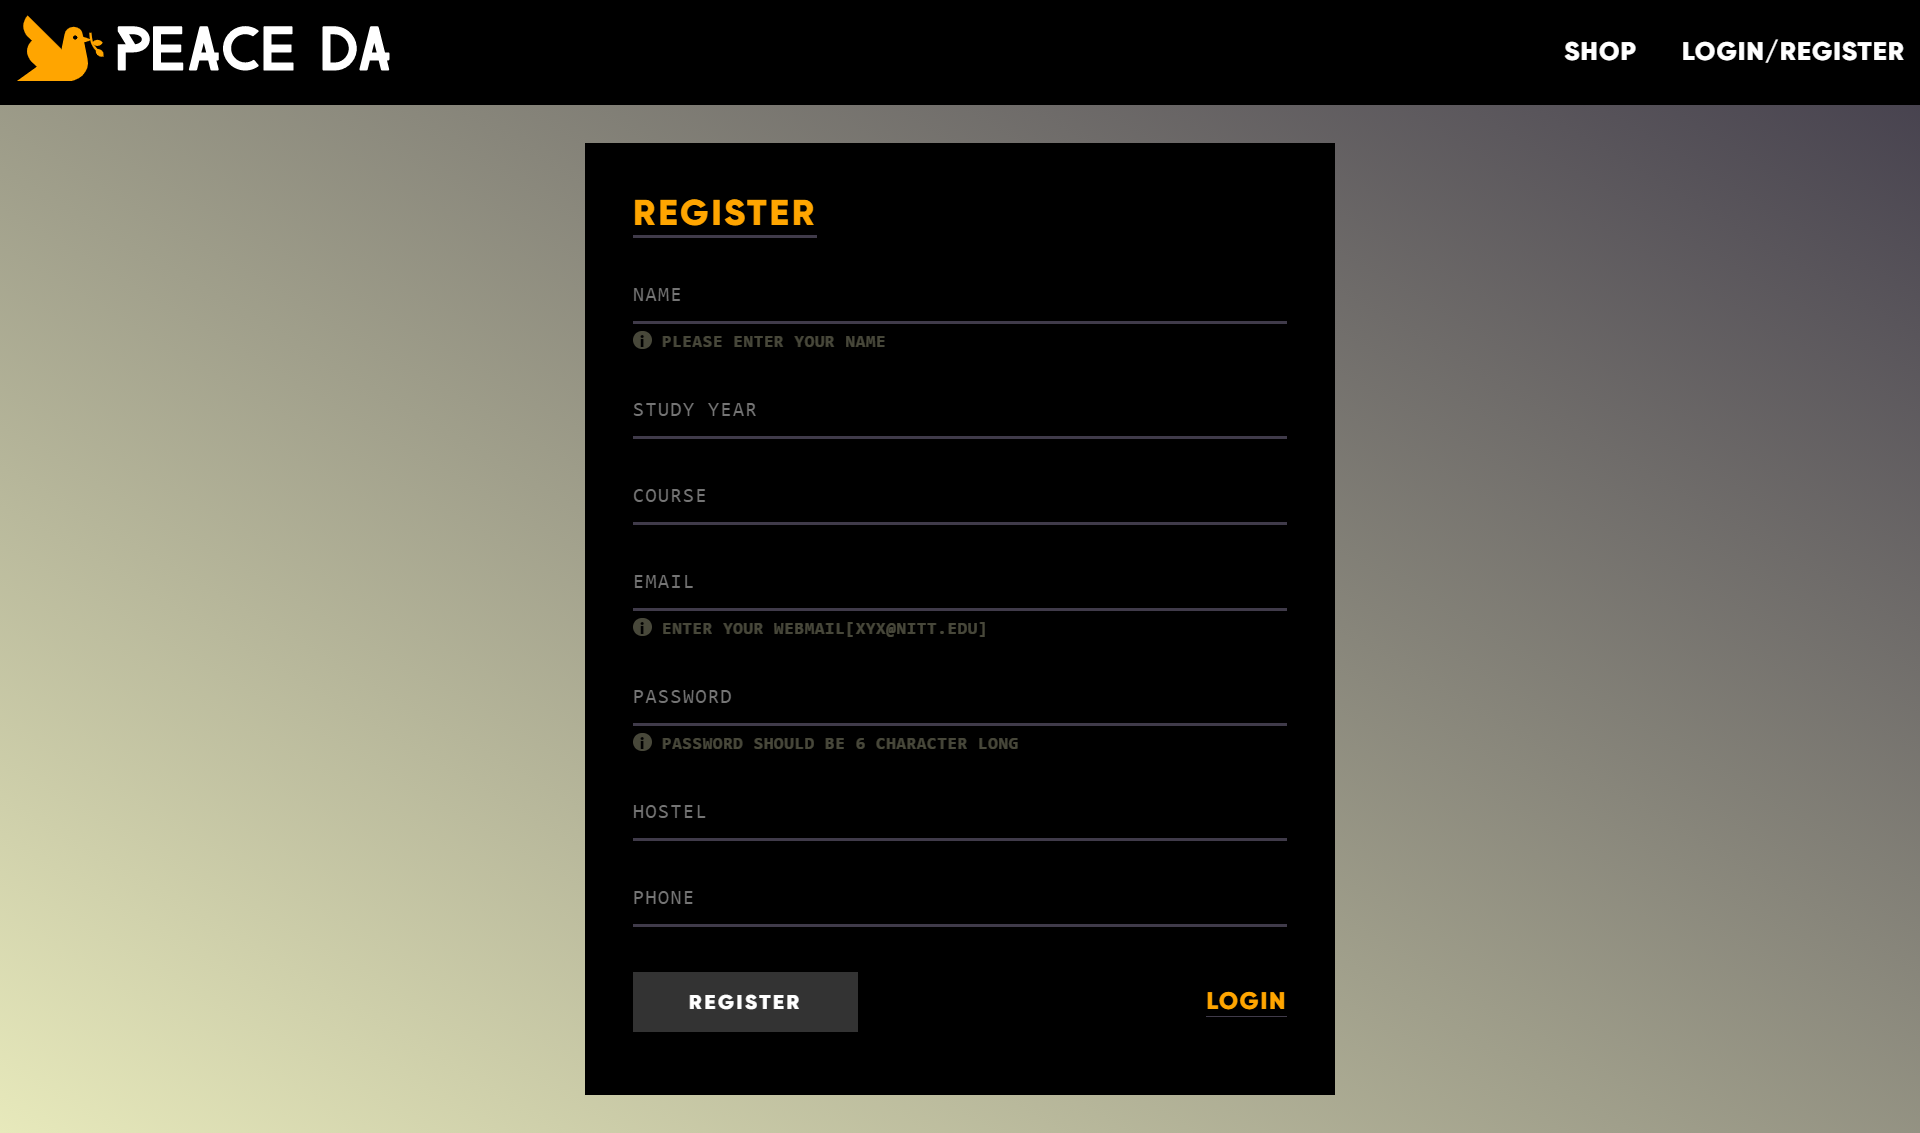 PEACE DA
SHOP
LOGIN/REGISTER
REGISTER
NAME
PLEASE ENTER YOUR NAME
STUDY YEAR
COURSE
EMAIL
ENTER YOUR WEBMAIL[XYX@NITT.EDU]
PASSWORD
PASSWORD SHOULD BE 6 CHARACTER LONG
HOSTEL
PHONE
REGISTER
LOGIN